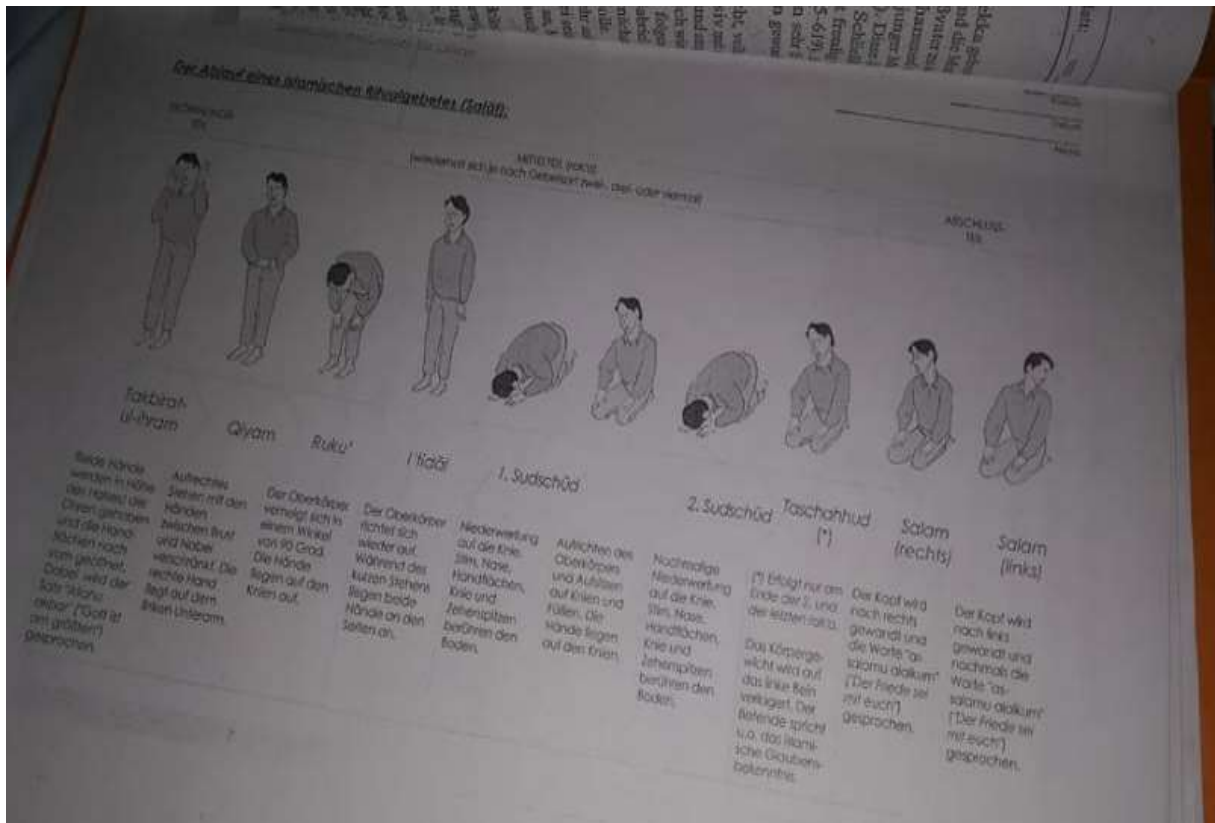 Der Ablauf eines islamischen Ritualgebetes (Salāt):
Datum
Name
MITTELTEIL (rak'a)
(wiederholt sich je nach Gebetsart zwei-, drei- oder viermal)
ABSCHLUSS-
TEIL
Takbirat-
ul-ihram
Qiyam
Ruku'
I'tidāl
1. Sudschūd
2. Sudschūd
Taschahhud
(*)
Salam
(rechts)
Salam
(links)
Beide Hände
werden in Höhe
des Halses/ der
Ohren gehoben
und die Hand-
flächen nach
vorn geöffnet.
Dabei wird der
Satz "Allahu
akbar" ("Gott ist
am größten")
gesprochen.
Aufrechtes
Stehen mit den
Händen
zwischen Brust
und Nabel
verschränkt. Die
rechte Hand
liegt auf dem
linken Unterarm.
Der Oberkörper
verneigt sich in
einem Winkel
von 90 Grad.
Die Hände
liegen auf den
Knien auf.
Der Oberkörper
richtet sich
wieder auf.
Während des
kurzen Stehens
liegen beide
Hände an den
Seiten an.
Niederwerfung
auf die Knie.
Stirn, Nase,
Handflächen,
Knie und
Zehenspitzen
berühren den
Boden.
Aufrichten des
Oberkörpers
und Aufsitzen
auf Knien und
Füßen. Die
Hände liegen
auf den Knien.
Nochmalige
Niederwerfung
auf die Knie.
Stirn, Nase,
Handflächen,
Knie und
Zehenspitzen
berühren den
Boden.
(*) Erfolgt nur am
Ende der 2. und
der letzten rak'a.
Das Körperge-
wicht wird auf
das linke Bein
verlagert. Der
Betende spricht
u.a. das islami-
sche Glaubens-
bekenntnis.
Der Kopf wird
nach rechts
gewandt und
die Worte "as
salamu alaikum"
("Der Friede sei
mit euch")
gesprochen.
Der Kopf wird
nach links
gewandt und
nochmals die
Worte "as-
salamu alaikum"
("Der Friede sei
mit euch")
gesprochen.